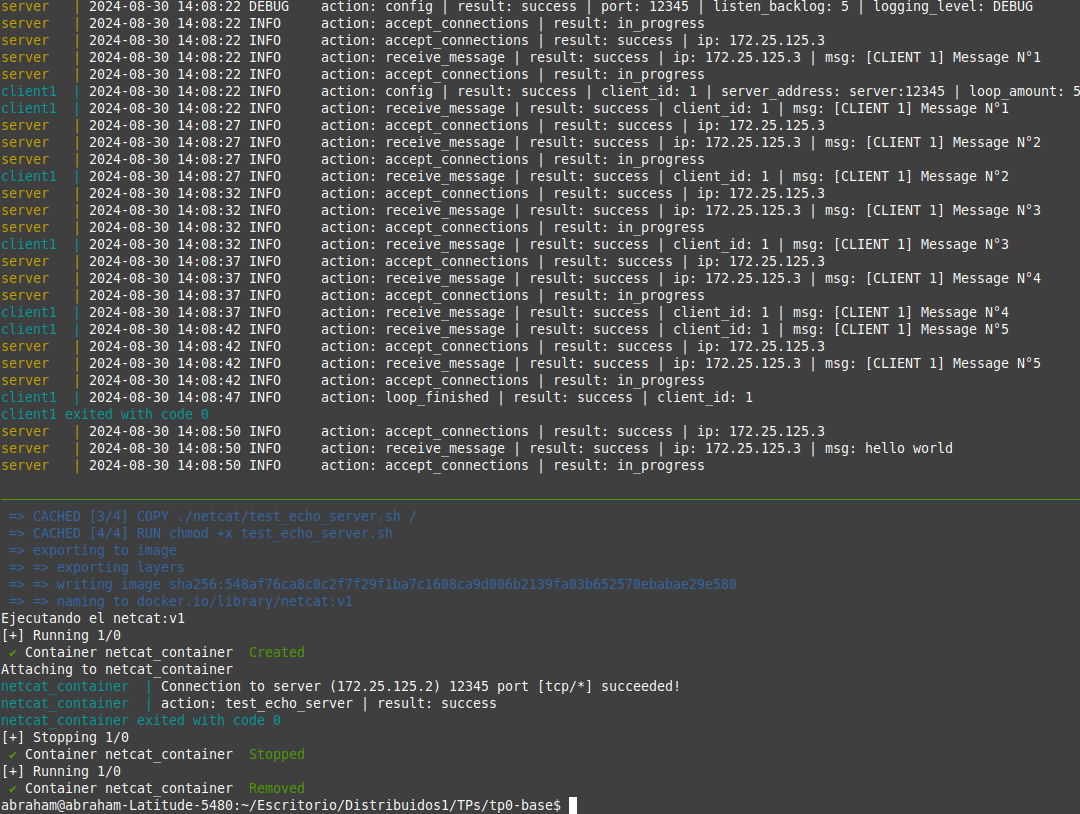 server   | 2024-08-30 14:08:22 DEBUG    action: config | result: success | port: 12345 | listen_backlog: 5 | logging_level: DEBUG
server   | 2024-08-30 14:08:22 INFO     action: accept_connections | result: in_progress
server   | 2024-08-30 14:08:22 INFO     action: accept_connections | result: success | ip: 172.25.125.3
server   | 2024-08-30 14:08:22 INFO     action: receive_message | result: success | ip: 172.25.125.3 | msg: [CLIENT 1] Message N°1
server   | 2024-08-30 14:08:22 INFO     action: accept_connections | result: in_progress
client1  | 2024-08-30 14:08:22 INFO     action: config | result: success | client_id: 1 | server_address: server:12345 | loop_amount: 5
client1  | 2024-08-30 14:08:22 INFO     action: receive_message | result: success | client_id: 1 | msg: [CLIENT 1] Message N°1
server   | 2024-08-30 14:08:27 INFO     action: accept_connections | result: success | ip: 172.25.125.3
server   | 2024-08-30 14:08:27 INFO     action: receive_message | result: success | ip: 172.25.125.3 | msg: [CLIENT 1] Message N°2
server   | 2024-08-30 14:08:27 INFO     action: accept_connections | result: in_progress
client1  | 2024-08-30 14:08:27 INFO     action: receive_message | result: success | client_id: 1 | msg: [CLIENT 1] Message N°2
server   | 2024-08-30 14:08:32 INFO     action: accept_connections | result: success | ip: 172.25.125.3
server   | 2024-08-30 14:08:32 INFO     action: receive_message | result: success | ip: 172.25.125.3 | msg: [CLIENT 1] Message N°3
server   | 2024-08-30 14:08:32 INFO     action: accept_connections | result: in_progress
client1  | 2024-08-30 14:08:32 INFO     action: receive_message | result: success | client_id: 1 | msg: [CLIENT 1] Message N°3
server   | 2024-08-30 14:08:37 INFO     action: accept_connections | result: success | ip: 172.25.125.3
server   | 2024-08-30 14:08:37 INFO     action: receive_message | result: success | ip: 172.25.125.3 | msg: [CLIENT 1] Message N°4
server   | 2024-08-30 14:08:37 INFO     action: accept_connections | result: in_progress
client1  | 2024-08-30 14:08:37 INFO     action: receive_message | result: success | client_id: 1 | msg: [CLIENT 1] Message N°4
client1  | 2024-08-30 14:08:42 INFO     action: receive_message | result: success | client_id: 1 | msg: [CLIENT 1] Message N°5
server   | 2024-08-30 14:08:42 INFO     action: accept_connections | result: success | ip: 172.25.125.3
server   | 2024-08-30 14:08:42 INFO     action: receive_message | result: success | ip: 172.25.125.3 | msg: [CLIENT 1] Message N°5
server   | 2024-08-30 14:08:42 INFO     action: accept_connections | result: in_progress
client1  | 2024-08-30 14:08:47 INFO     action: loop_finished | result: success | client_id: 1
client1 exited with code 0
server   | 2024-08-30 14:08:50 INFO     action: accept_connections | result: success | ip: 172.25.125.3
server   | 2024-08-30 14:08:50 INFO     action: receive_message | result: success | ip: 172.25.125.3 | msg: hello world
server   | 2024-08-30 14:08:50 INFO     action: accept_connections | result: in_progress
=> CACHED [3/4] COPY ./netcat/test_echo_server.sh /
=> CACHED [4/4] RUN chmod +x test_echo_server.sh
=> exporting to image
=> => exporting layers
=> => writing image sha256:548af76ca8c0c2f7f29f1ba7c1608ca9d006b2139fa03b652570ebabae29e580
=> => naming to docker.io/library/netcat:v1
Ejecutando el netcat:v1
[+] Running 1/0
✔ Container netcat_container  Created
Attaching to netcat_container
netcat_container  | Connection to server (172.25.125.2) 12345 port [tcp/*] succeeded!
netcat_container  | action: test_echo_server | result: success
netcat_container exited with code 0
[+] Stopping 1/0
✔ Container netcat_container  Stopped
[+] Running 1/0
✔ Container netcat_container  Removed
abraham@abraham-Latitude-5480:~/Escritorio/Distribuidos1/TPs/tp0-base$